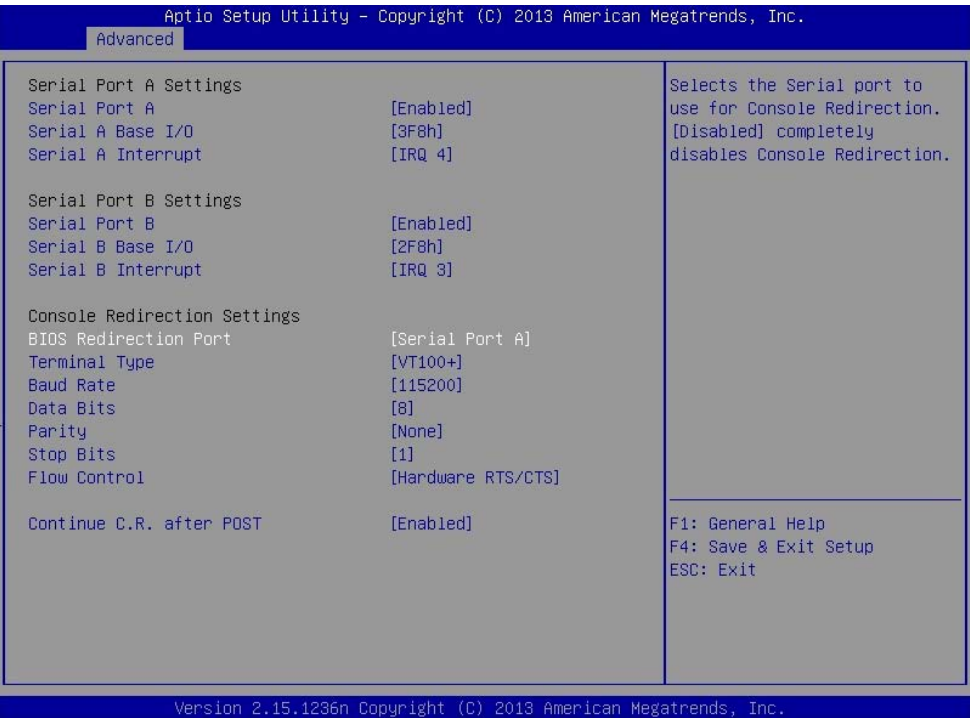 Aptio Setup Utility – Copyright (C) 2013 American Megatrends, Inc.
Advanced
Serial Port A Settings
Serial Port A [Enabled]
Serial A Base I/O [3F8h]
Serial A Interrupt [IRQ 4]
Serial Port B Settings
Serial Port B [Enabled]
Serial B Base I/O [2F8h]
Serial B Interrupt [IRQ 3]
Console Redirection Settings
BIOS Redirection Port [Serial Port A]
Terminal Type [VT100+]
Baud Rate [115200]
Data Bits [8]
Parity [None]
Stop Bits [1]
Flow Control [Hardware RTS/CTS]
Continue C.R. after POST [Enabled]
Selects the Serial port to
use for Console Redirection.
[Disabled] completely
disables Console Redirection.
F1: General Help
F4: Save & Exit Setup
ESC: Exit
Version 2.15.1236n Copyright (C) 2013 American Megatrends, Inc.